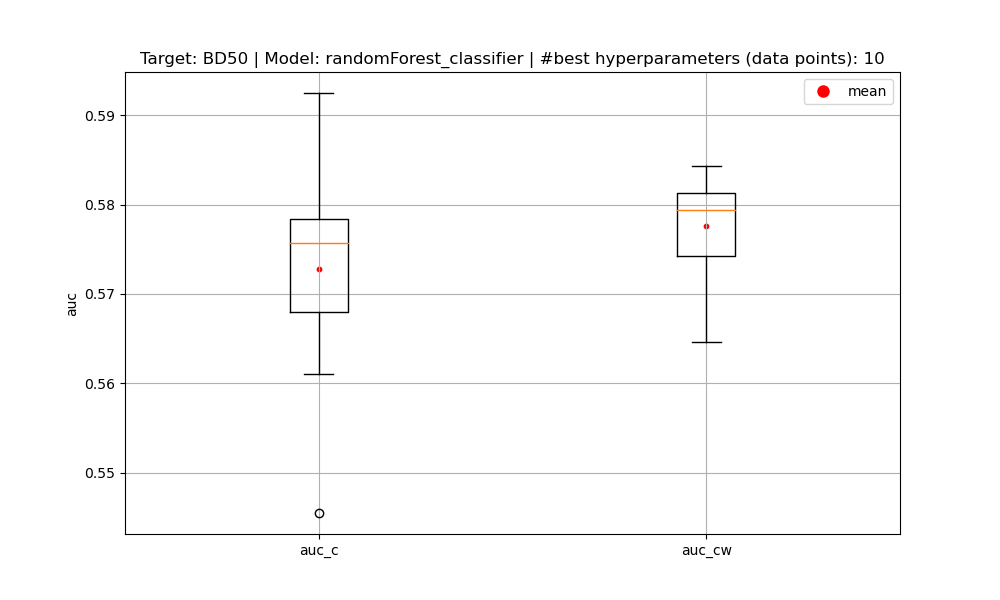 Target: BD50 | Model: randomForest_classifier | #best hyperparameters (data points): 10
mean
0.59
0.58
0.57
0.56
0.55
auc
auc_c
auc_cw